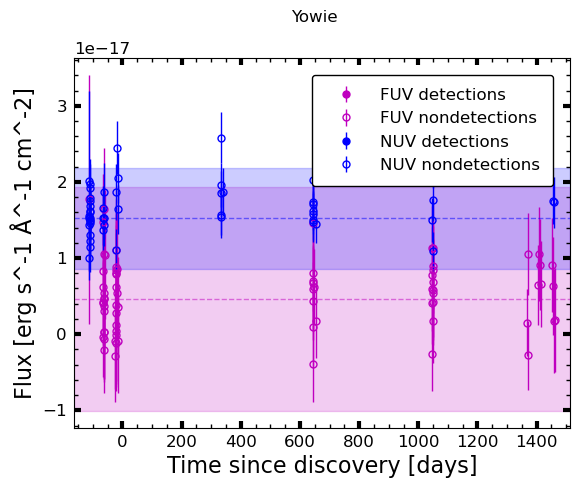 Yowie
1e−17
FUV detections
FUV nondetections
NUV detections
NUV nondetections
3
2
1
0
−1
Flux [erg s^-1 Å^-1 cm^-2]
0 200 400 600 800 1000 1200 1400
Time since discovery [days]